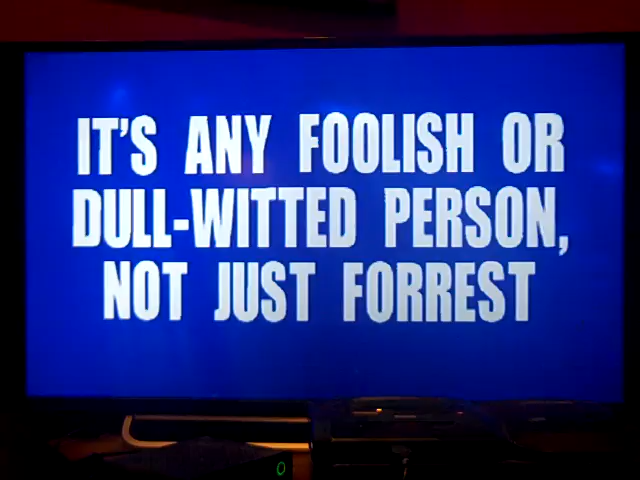 IT'S ANY FOOLISH OR
DULL-WITTED PERSON,
NOT JUST FORREST